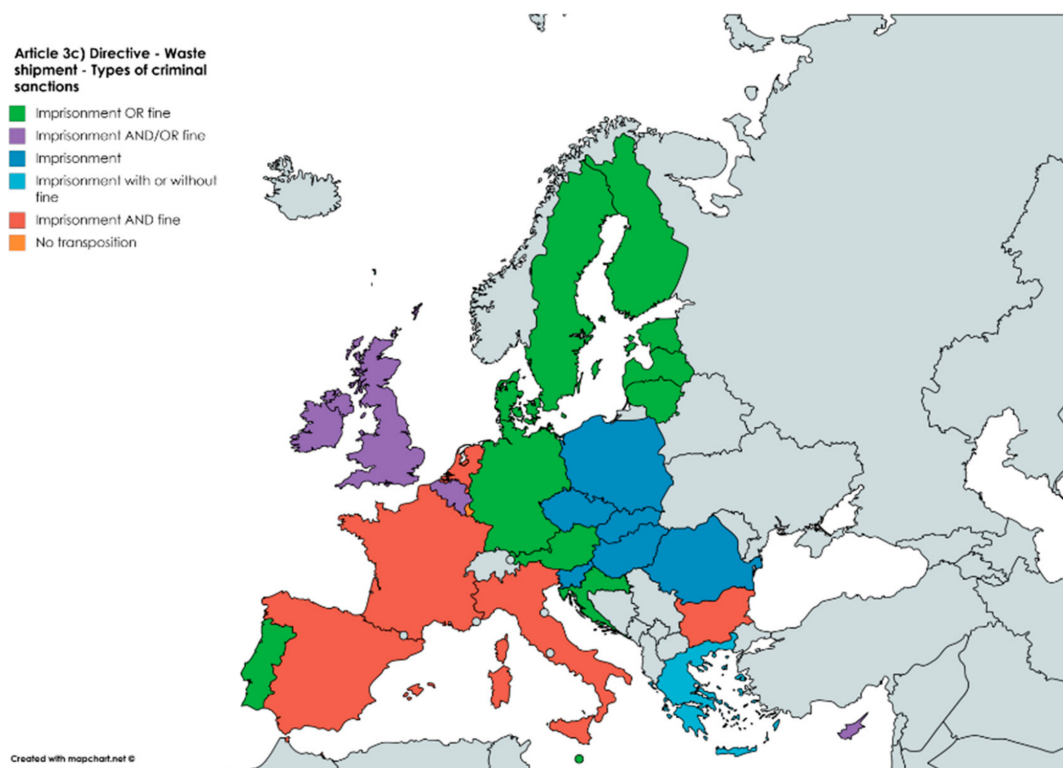 Article 3c) Directive - Waste
shipment - Types of criminal
sanctions
Imprisonment OR fine
Imprisonment AND/OR fine
Imprisonment
Imprisonment with or without
fine
Imprisonment AND fine
No transposition
Created with mapchart.net ©